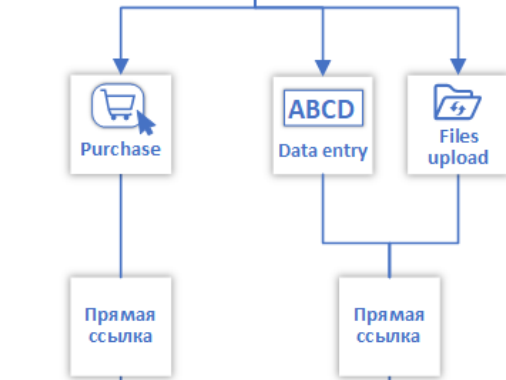 ABCD
Purchase
Data entry
Files
upload
Прямая
ссылка
Прямая
ссылка